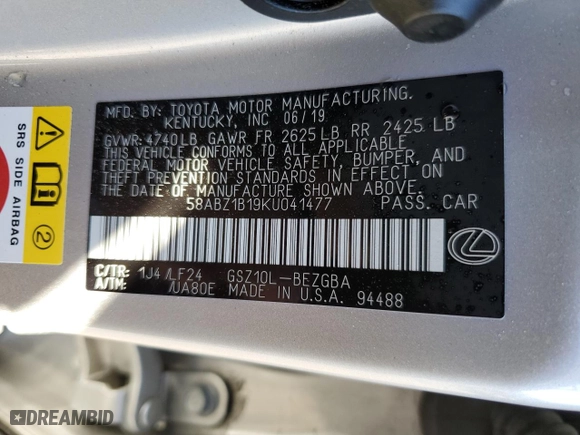 MFD. BY: TOYOTA MOTOR MANUFACTURING.
KENTUCKY, INC 06/19
GVWR: 4740 LB GAWR FR 2625 LB RR 2425 LB
THIS VEHICLE CONFORMS TO ALL APPLICABLE
FEDERAL MOTOR VEHICLE SAFETY, BUMPER, AND
THEFT PREVENTION STANDARDS IN EFFECT ON
THE DATE OF MANUFACTURE SHOWN ABOVE.
58ABZ1B19KU041477 PASS. CAR
C/TR: 1J4 /LF24 GSZ10L-BEZGBA
A/TM: /UA80E MADE IN U.S.A. 94488
SRS SIDE AIRBAG
2
DREAMBID